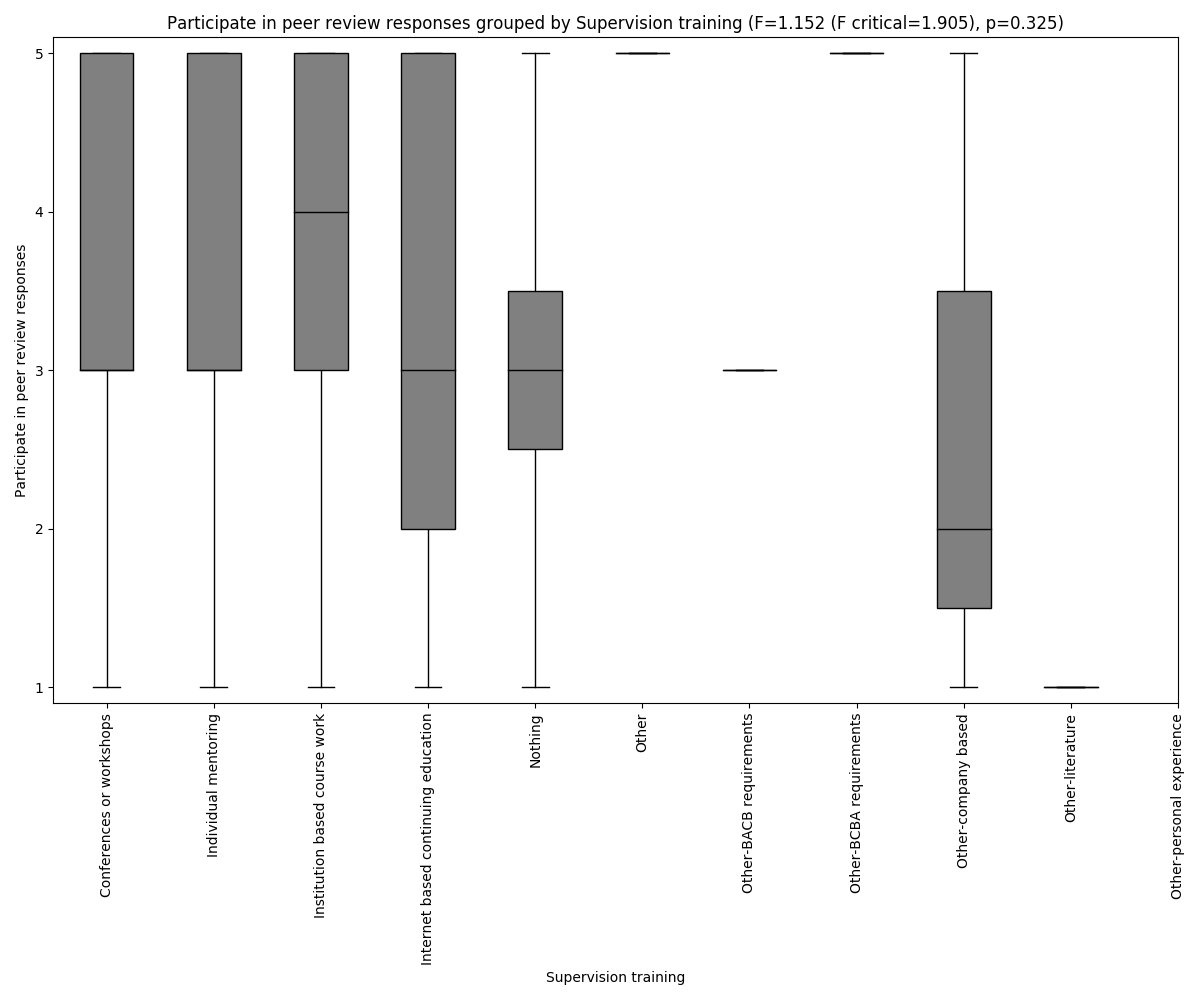 Participate in peer review responses grouped by Supervision training (F=1.152 (F critical=1.905), p=0.325)
Participate in peer review responses
5
4
3
2
1
Conferences or workshops
Individual mentoring
Institution based course work
Internet based continuing education
Nothing
Other
Other-BACB requirements
Other-BCBA requirements
Other-company based
Other-literature
Other-personal experience
Supervision training